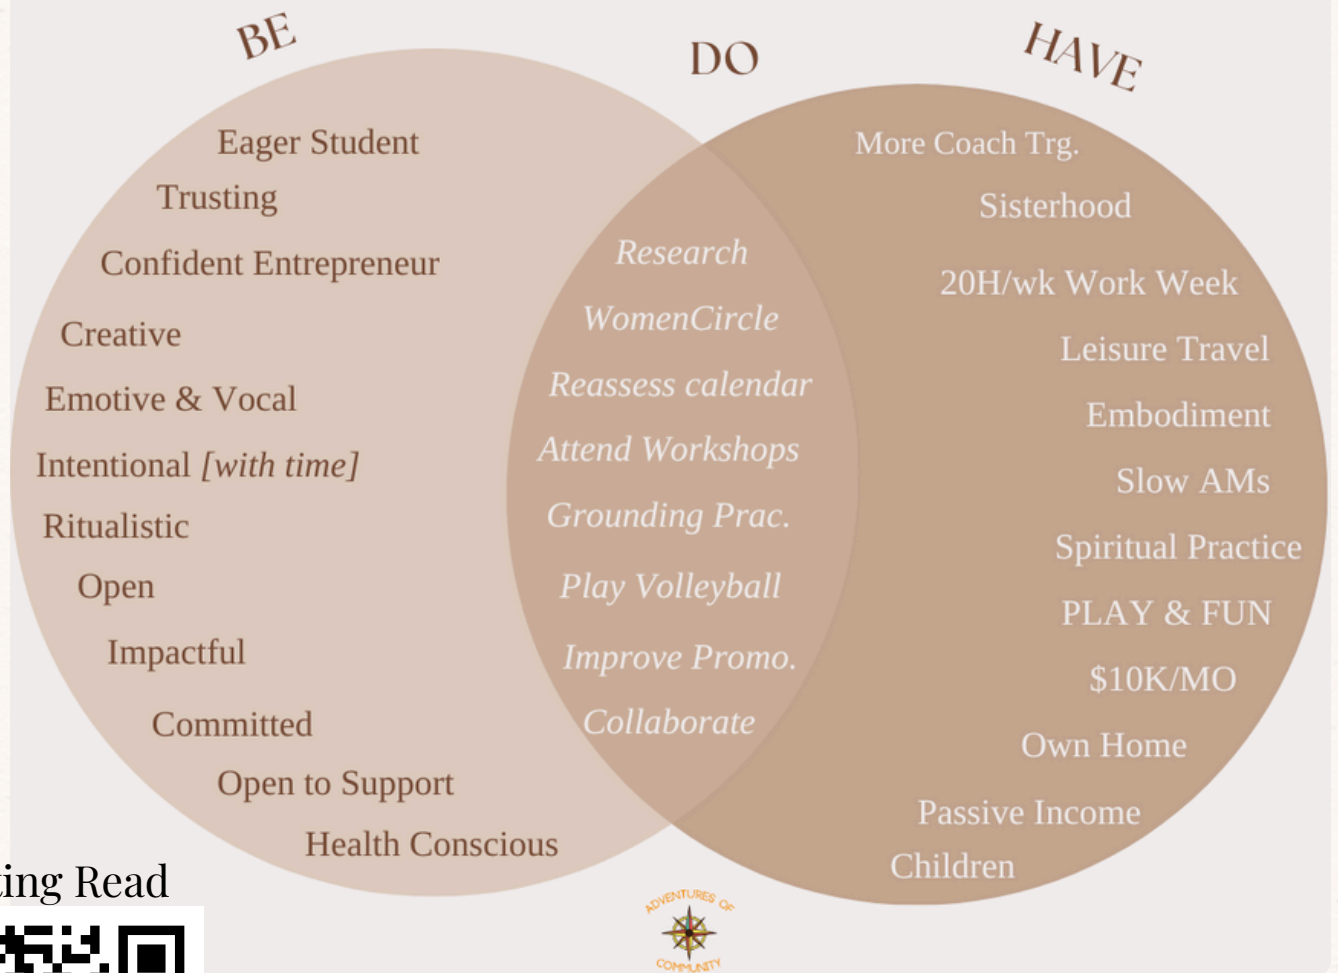 BE
DO
HAVE
Eager Student
Trusting
Confident Entrepreneur
Creative
Emotive & Vocal
Intentional [with time]
Ritualistic
Open
Impactful
Committed
Open to Support
Health Conscious
Research
WomenCircle
Reassess calendar
Attend Workshops
Grounding Prac.
Play Volleyball
Improve Promo.
Collaborate
More Coach Trg.
Sisterhood
20H/wk Work Week
Leisure Travel
Embodiment
Slow AMs
Spiritual Practice
PLAY & FUN
$10K/MO
Own Home
Passive Income
Children
ting Read
ADVENTURES OF
COMMUNITY